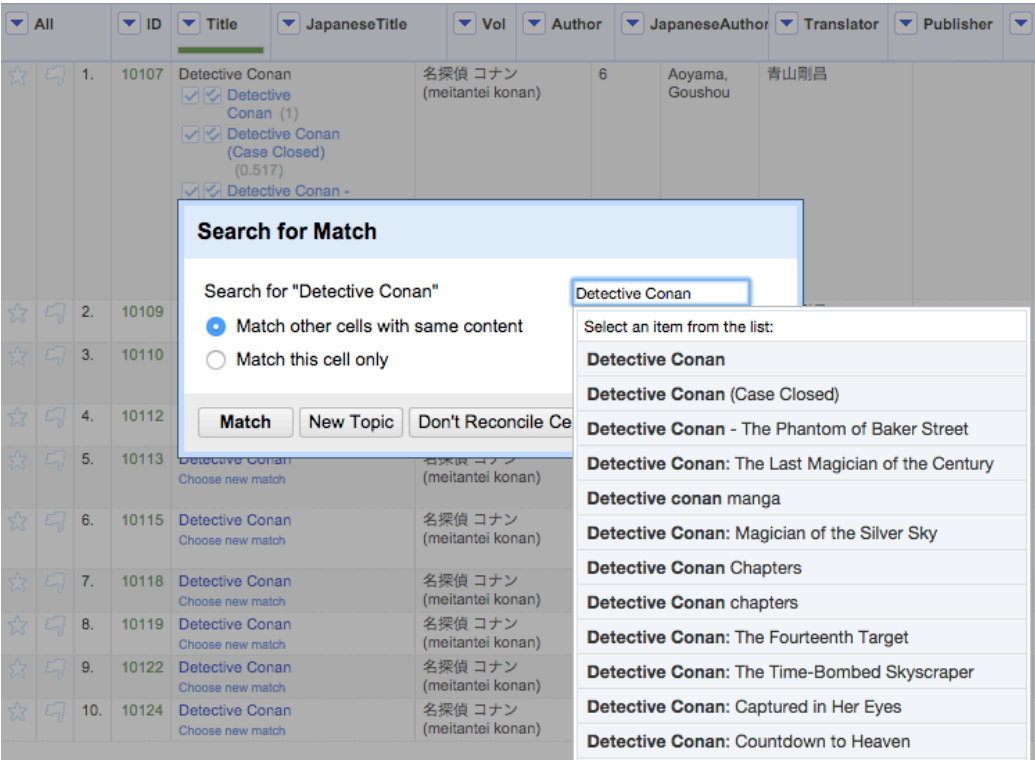 All ID Title JapaneseTitle Vol Author JapaneseAuthor Translator Publisher
1. 10107 Detective Conan 名探偵 コナン 6 Aoyama, 青山剛昌
(meitantei konan) Goushou
Detective
Conan (1)
Detective Conan
(Case Closed)
(0.517)
Detective Conan -
Search for Match
Search for "Detective Conan" Detective Conan
Match other cells with same content
Match this cell only
Match New Topic Don't Reconcile Ce
Select an item from the list:
Detective Conan
Detective Conan (Case Closed)
Detective Conan - The Phantom of Baker Street
Detective Conan: The Last Magician of the Century
Detective conan manga
Detective Conan: Magician of the Silver Sky
Detective Conan Chapters
Detective Conan chapters
Detective Conan: The Fourteenth Target
Detective Conan: The Time-Bombed Skyscraper
Detective Conan: Captured in Her Eyes
Detective Conan: Countdown to Heaven
2. 10109
3. 10110
4. 10112
5. 10113 Detective Conan 名探偵 コナン
Choose new match (meitantei konan)
6. 10115 Detective Conan 名探偵 コナン
Choose new match (meitantei konan)
7. 10118 Detective Conan 名探偵 コナン
Choose new match (meitantei konan)
8. 10119 Detective Conan 名探偵 コナン
Choose new match (meitantei konan)
9. 10122 Detective Conan 名探偵 コナン
Choose new match (meitantei konan)
10. 10124 Detective Conan 名探偵 コナン
Choose new match (meitantei konan)